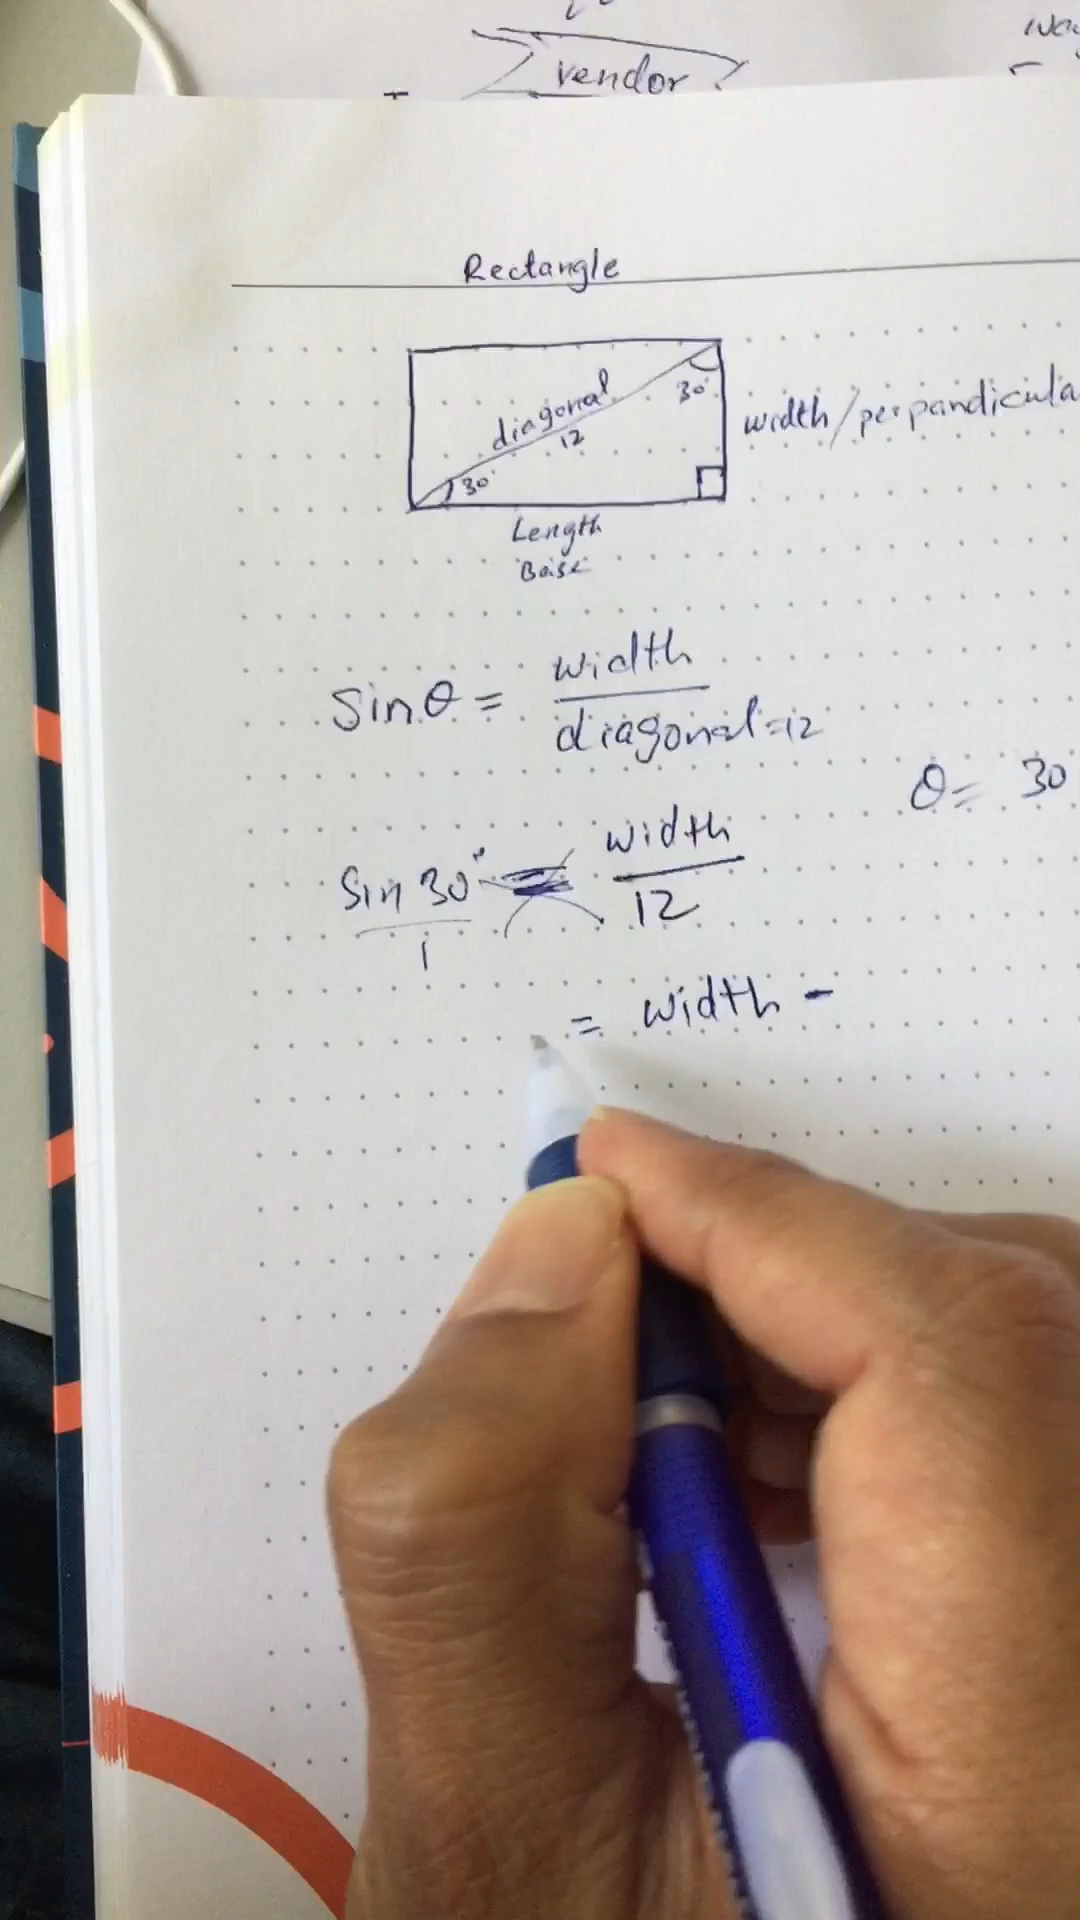 vendor
Rectangle
diagonal
12
30°
30°
width/perpandicula
Length
Base
sin θ = width
diagonal = 12
θ = 30
Sin 30° = width
1
12
= width -